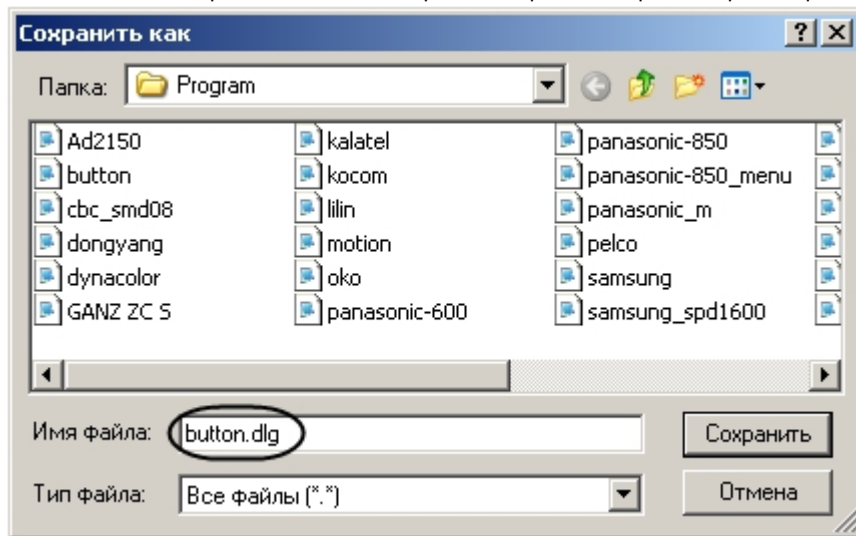 Сохранить как
Папка: Program
Ad2150
button
cbc_smd08
dongyang
dynacolor
GANZ ZC S
kalatel
kocom
lilin
motion
oko
panasonic-600
panasonic-850
panasonic-850_menu
panasonic_m
pelco
samsung
samsung_spd1600
Имя файла: button.dlg Сохранить
Тип файла: Все файлы (*.*) Отмена